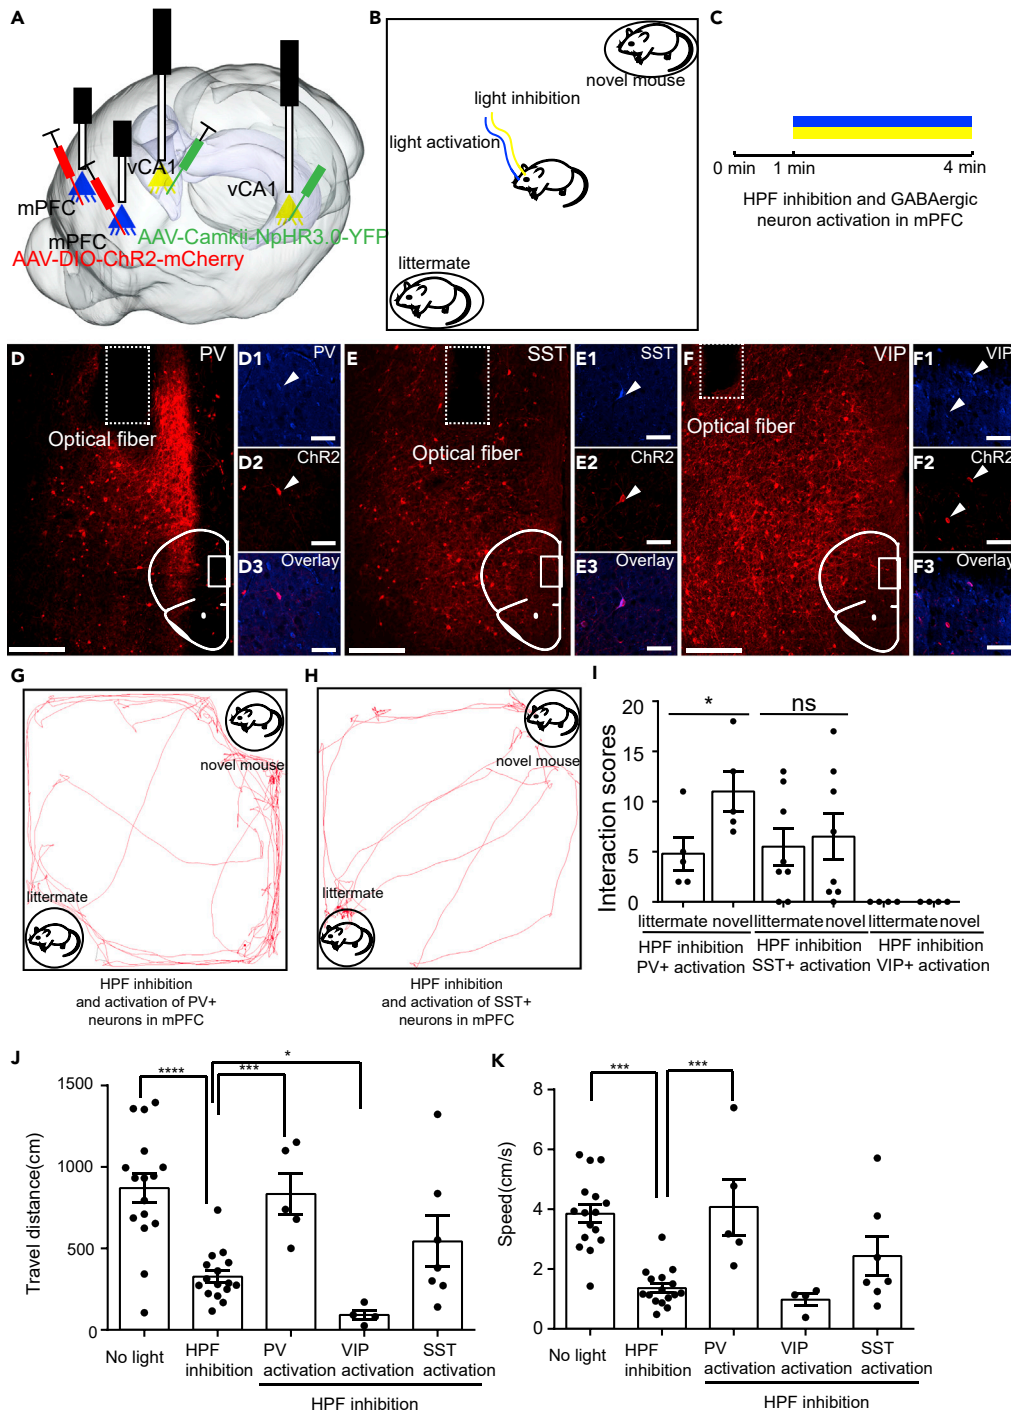 A
vCA1
vCA1
mPFC
mPFC
AAV-Camkii-NpHR3.0-YFP
AAV-DIO-ChR2-mCherry
B
novel mouse
light inhibition
light activation
littermate
C
0 min
1 min
4 min
HPF inhibition and GABAergic
neuron activation in mPFC
D
PV
Optical fiber
D1
PV
D2
ChR2
D3
Overlay
E
SST
Optical fiber
E1
SST
E2
ChR2
E3
Overlay
F
VIP
Optical fiber
F1
VIP
F2
ChR2
F3
Overlay
G
novel mouse
littermate
HPF inhibition
and activation of PV+
neurons in mPFC
H
novel mouse
littermate
HPF inhibition
and activation of SST+
neurons in mPFC
I
Interaction scores
20
15
10
5
0
*
ns
littermate novel littermate novel littermate novel
HPF inhibition
PV+ activation
HPF inhibition
SST+ activation
HPF inhibition
VIP+ activation
J
Travel distance(cm)
1500
1000
500
0
****
***
*
No light
HPF
inhibition
PV
activation
VIP
activation
SST
activation
HPF inhibition
K
Speed(cm/s)
8
6
4
2
0
***
***
No light
HPF
inhibition
PV
activation
VIP
activation
SST
activation
HPF inhibition